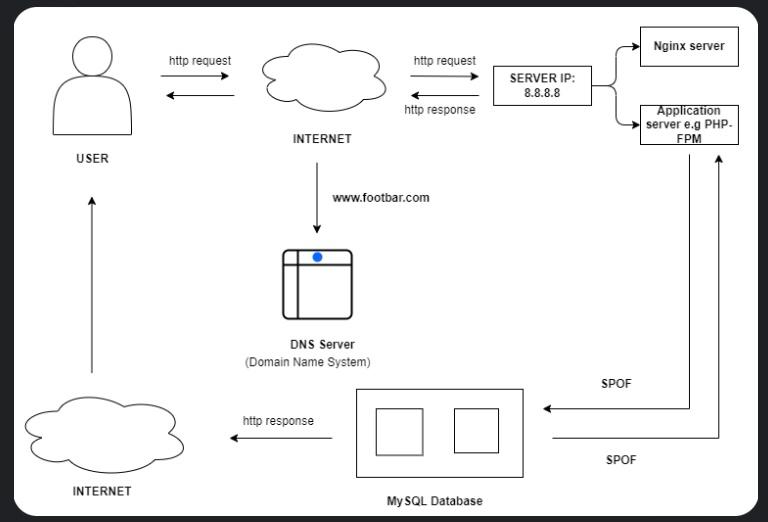 http request
http request
Nginx server
SERVER IP:
8.8.8.8
http response
Application
server e.g PHP-
FPM
INTERNET
USER
www.footbar.com
DNS Server
(Domain Name System)
SPOF
http response
SPOF
INTERNET
MySQL Database